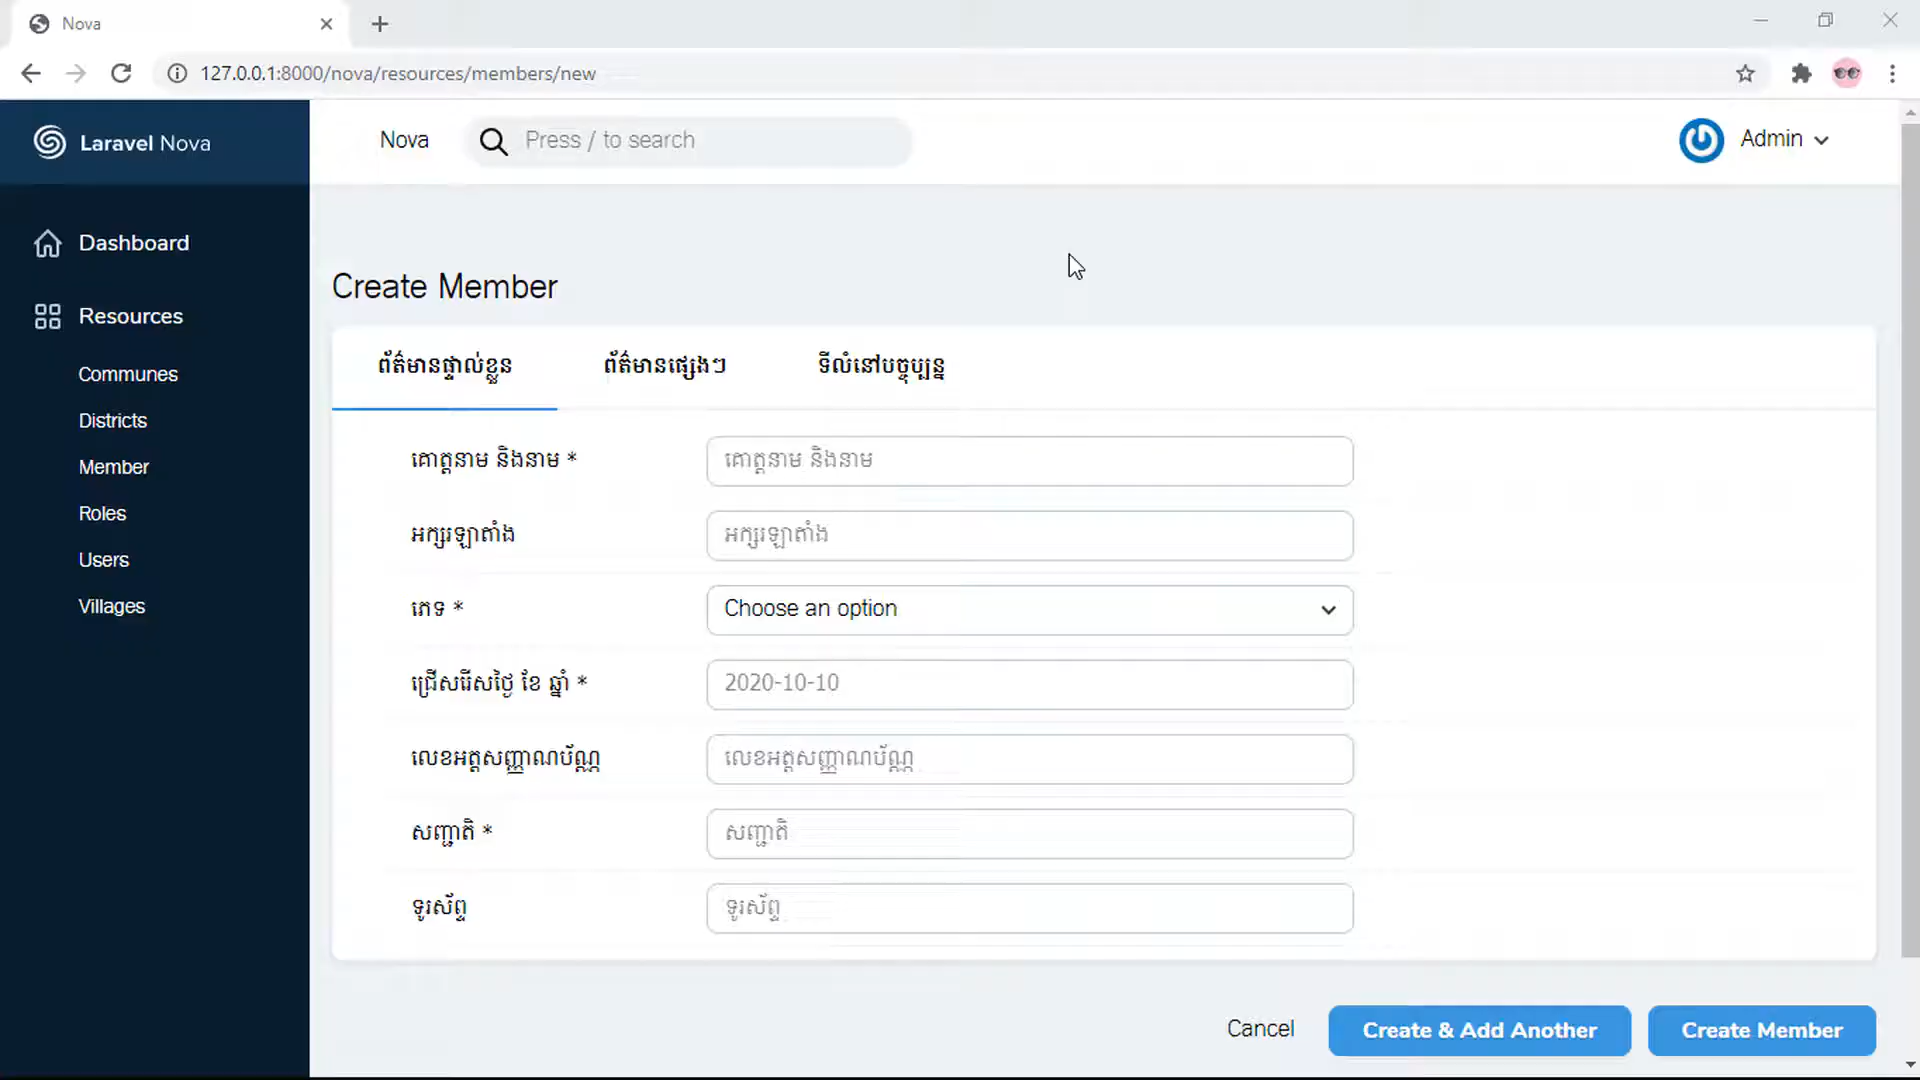 Nova
127.0.0.1:8000/nova/resources/members/new
Laravel Nova
Nova
Press / to search
Admin
Dashboard
Resources
Communes
Districts
Member
Roles
Users
Villages
Create Member
ព័ត៌មានផ្ទាល់ខ្លួន
ព័ត៌មានផ្សេងៗ
ទីលំនៅបច្ចុប្បន្ន
គោត្តនាម និងនាម *
គោត្តនាម និងនាម
អក្សរឡាតាំង
អក្សរឡាតាំង
ភេទ *
Choose an option
ជ្រើសរើសថ្ងៃ ខែ ឆ្នាំ *
2020-10-10
លេខអត្តសញ្ញាណប័ណ្ណ
លេខអត្តសញ្ញាណប័ណ្ណ
សញ្ជាតិ *
សញ្ជាតិ
ទូរស័ព្ទ
ទូរស័ព្ទ
Cancel
Create & Add Another
Create Member